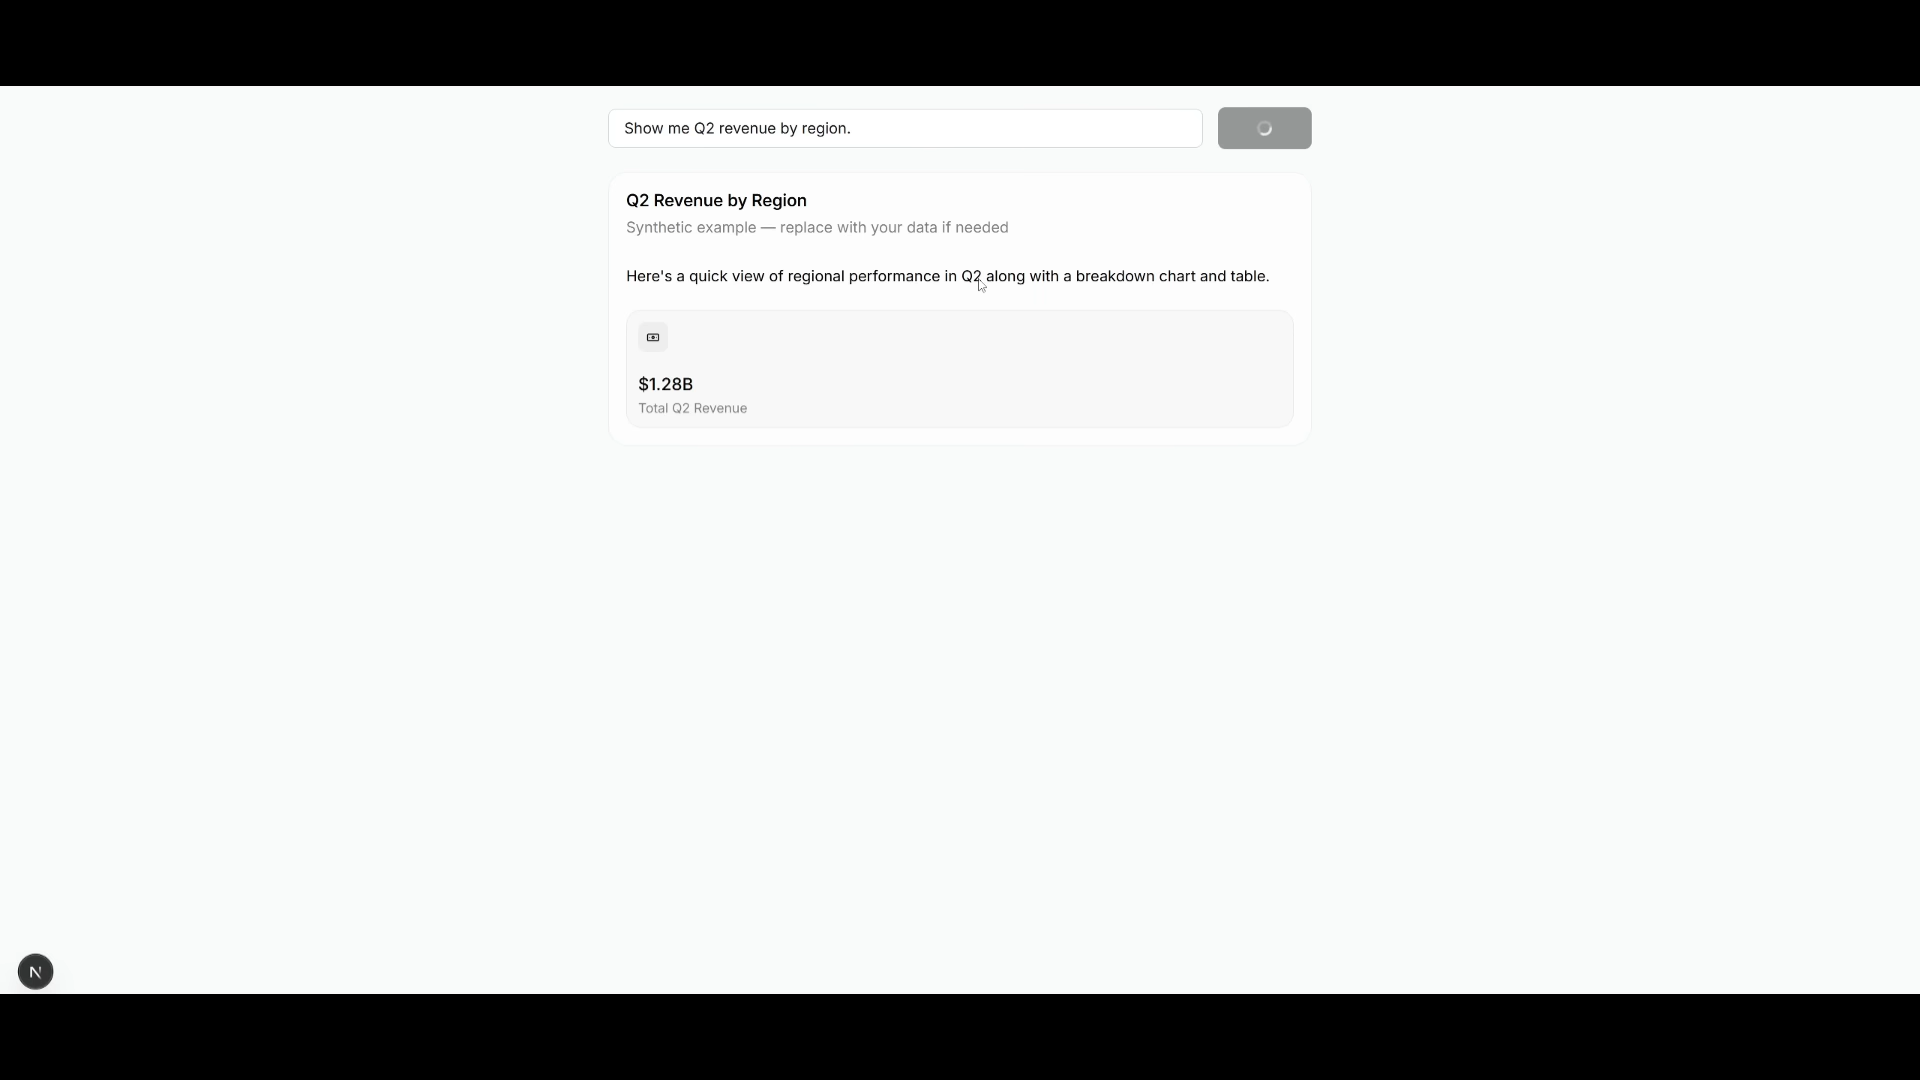 Show me Q2 revenue by region.
Q2 Revenue by Region
Synthetic example — replace with your data if needed
Here's a quick view of regional performance in Q2 along with a breakdown chart and table.
$1.28B
Total Q2 Revenue
N